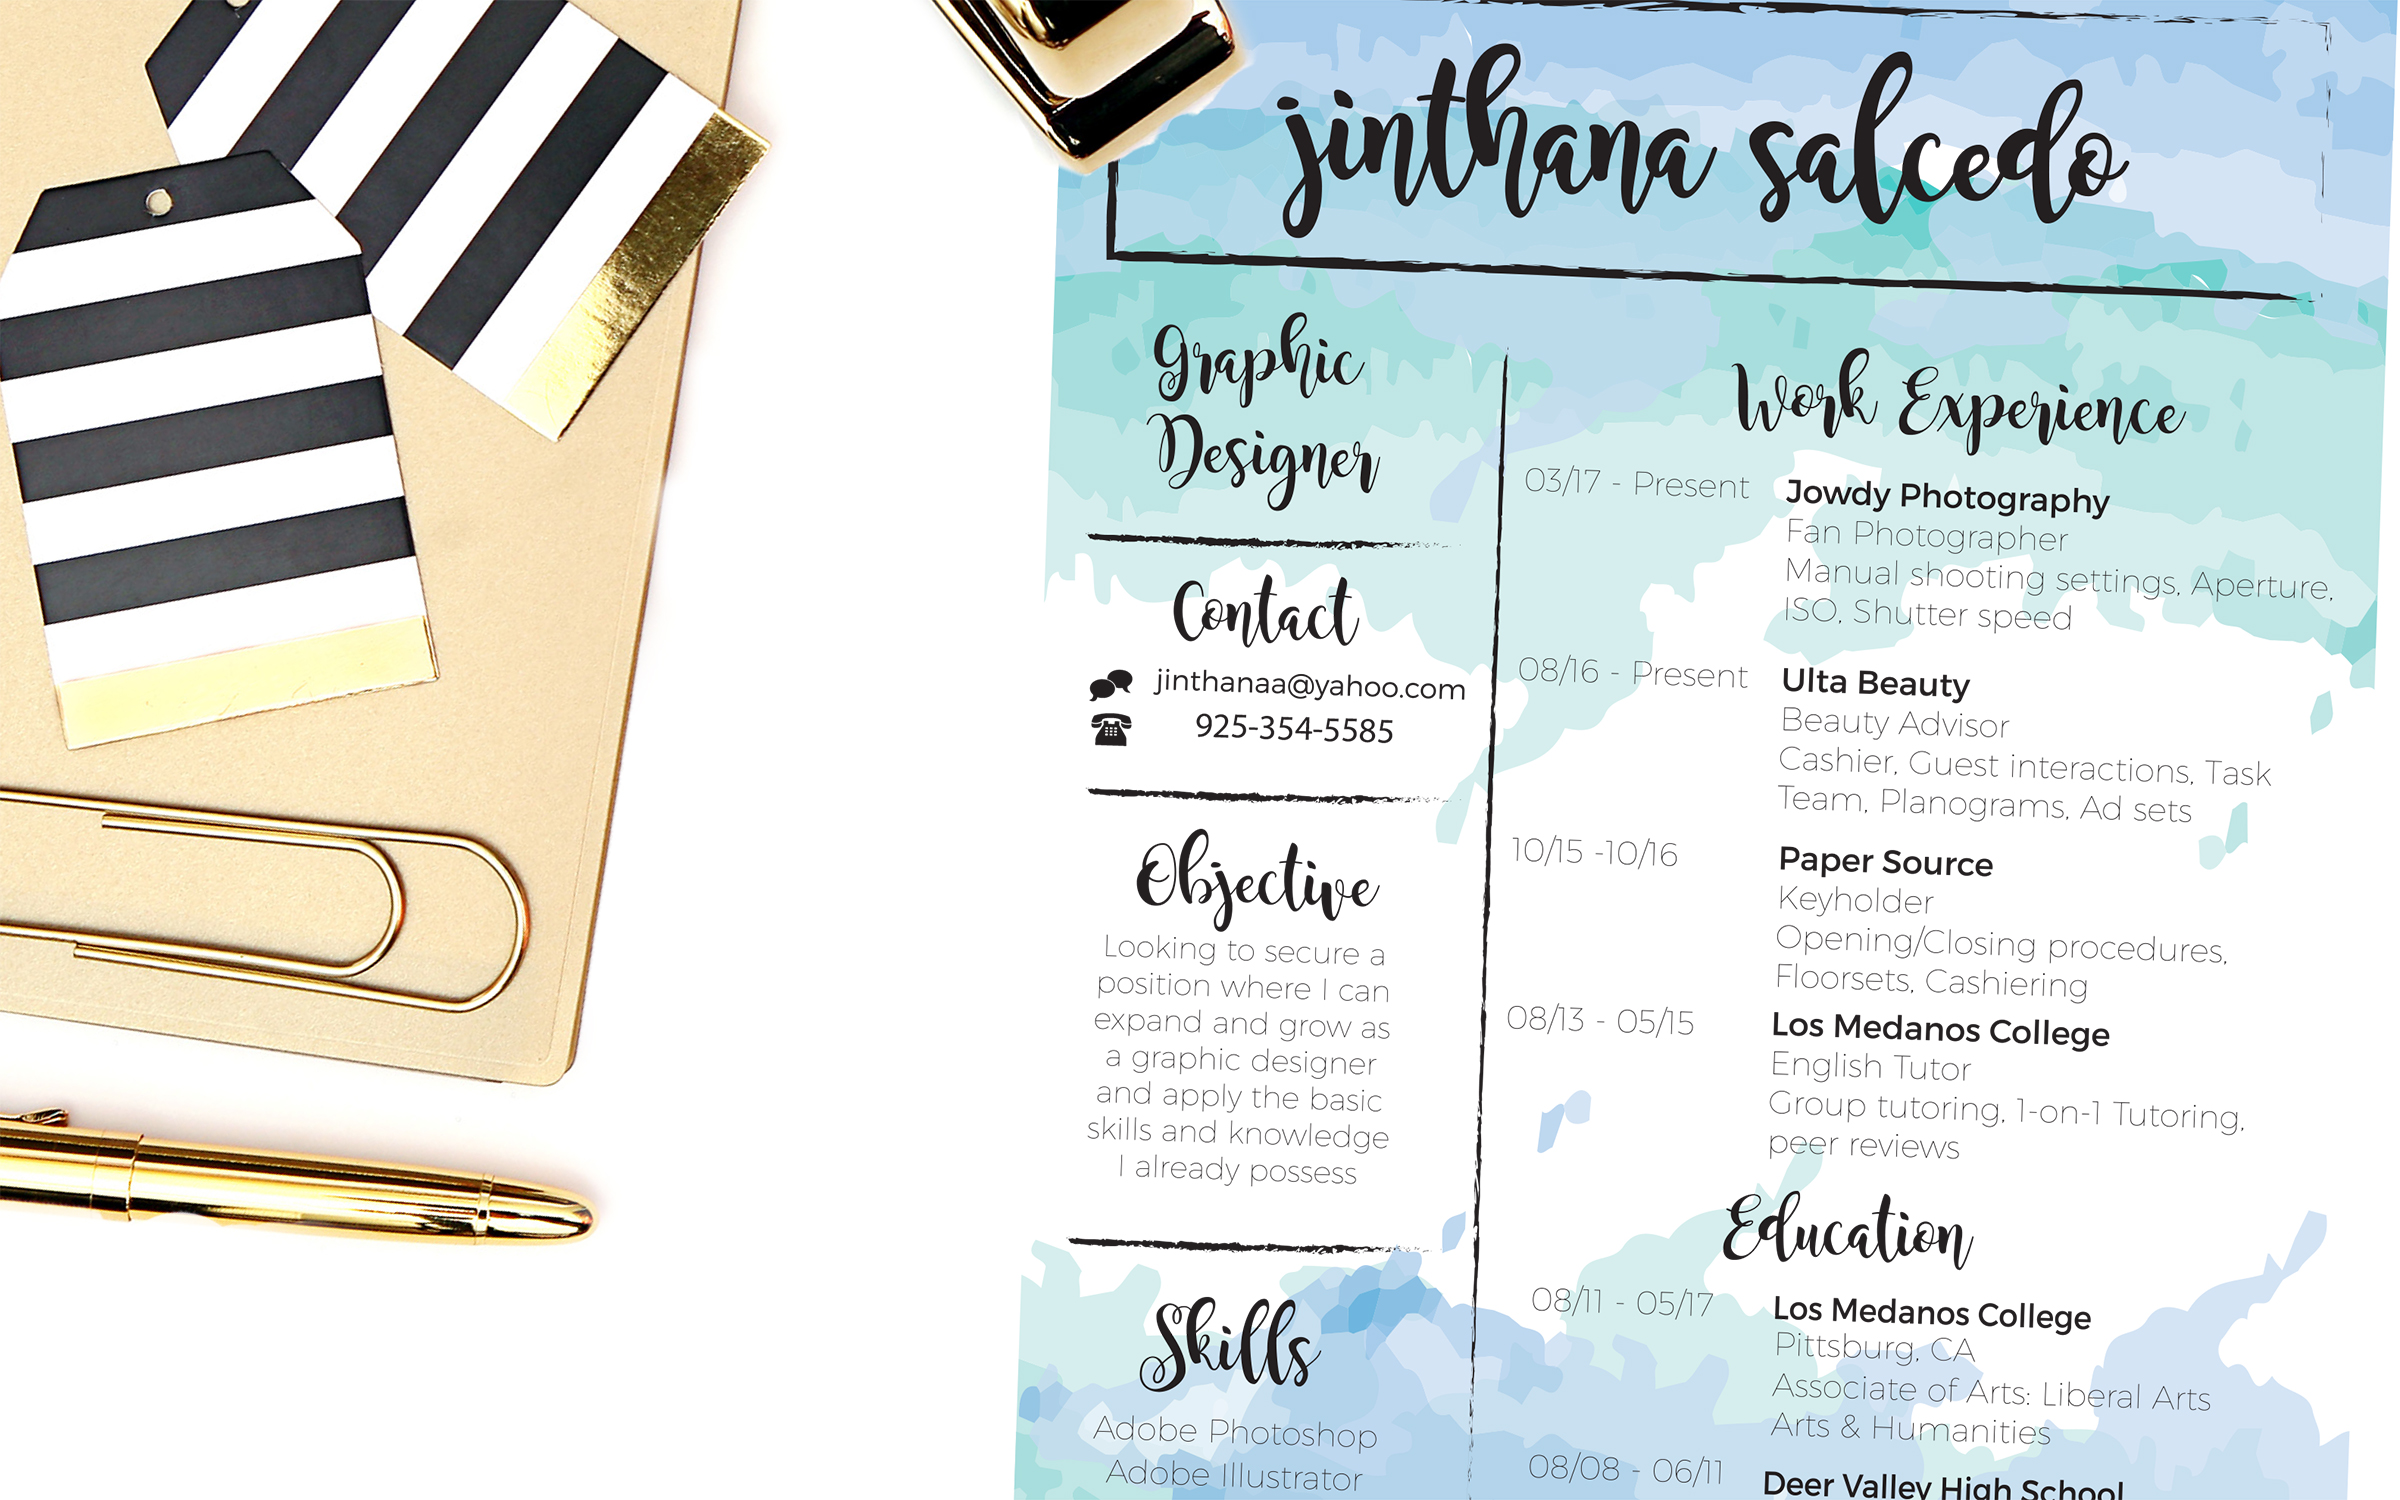 jinthana salcedo
Graphic
Designer
Contact
jinthanaa@yahoo.com
925-354-5585
Objective
Looking to secure a
position where I can
expand and grow as
a graphic designer
and apply the basic
skills and knowledge
I already possess
Skills
Adobe Photoshop
Adobe Illustrator
Work Experience
03/17 - Present
Jowdy Photography
Fan Photographer
Manual shooting settings, Aperture,
ISO, Shutter speed
08/16 - Present
Ulta Beauty
Beauty Advisor
Cashier, Guest interactions, Task
Team, Planograms, Ad sets
10/15 -10/16
Paper Source
Keyholder
Opening/Closing procedures,
Floorsets, Cashiering
08/13 - 05/15
Los Medanos College
English Tutor
Group tutoring, 1-on-1 Tutoring,
peer reviews
Education
08/11 - 05/17
Los Medanos College
Pittsburg, CA
Associate of Arts: Liberal Arts
Arts & Humanities
08/08 - 06/11
Deer Valley High School